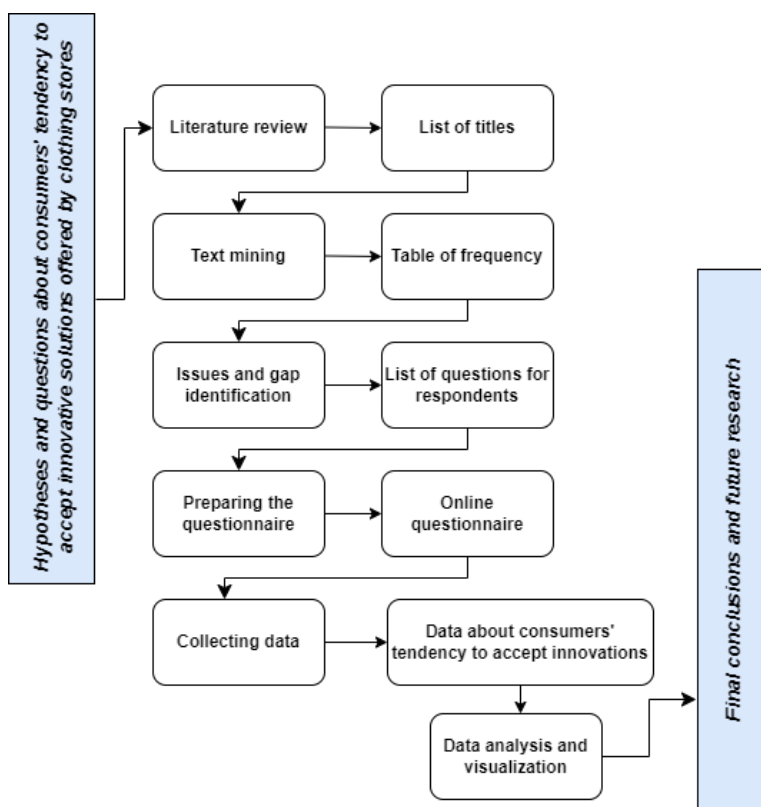 Hypotheses and questions about consumers' tendency to
accept innovative solutions offered by clothing stores
Literature review
List of titles
Text mining
Table of frequency
Issues and gap
identification
List of questions for
respondents
Preparing the
questionnaire
Online
questionnaire
Collecting data
Data about consumers'
tendency to accept innovations
Data analysis and
visualization
Final conclusions and future research